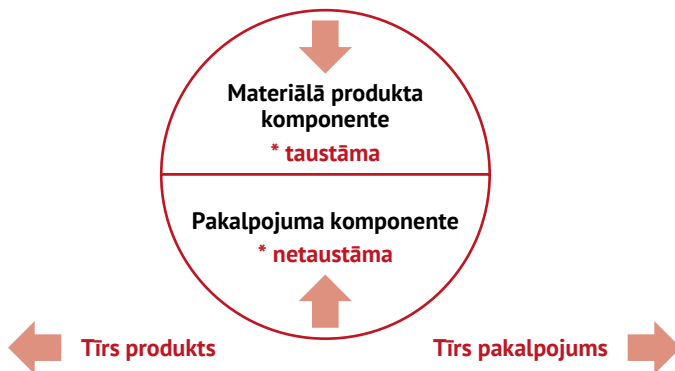 Materiālā produkta
komponente
* taustāma
Pakalpojuma komponente
* netaustāma
Tīrs produkts
Tīrs pakalpojums